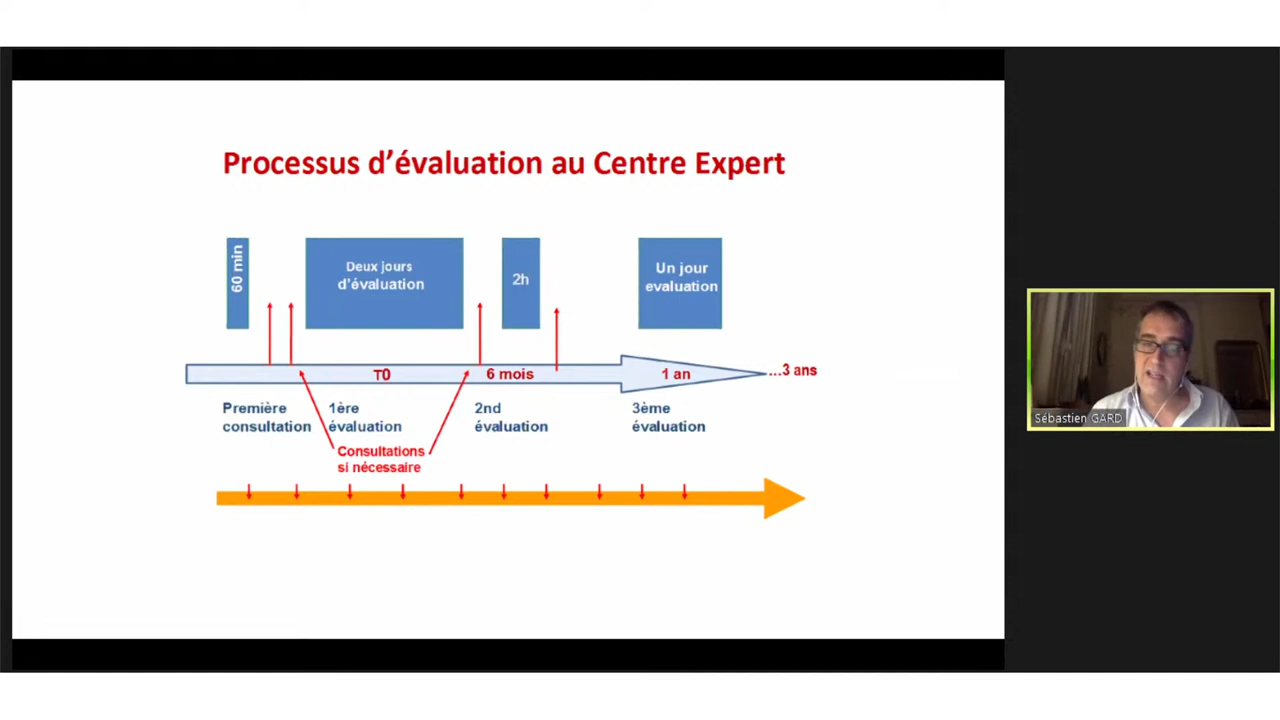 Processus d'évaluation au Centre Expert
60 min
Deux jours
d'évaluation
2h
Un jour
evaluation
T0
6 mois
1 an
...3 ans
Première
consultation
1ère
évaluation
2nd
évaluation
3ème
évaluation
Consultations
si nécessaire
Sébastien GARD